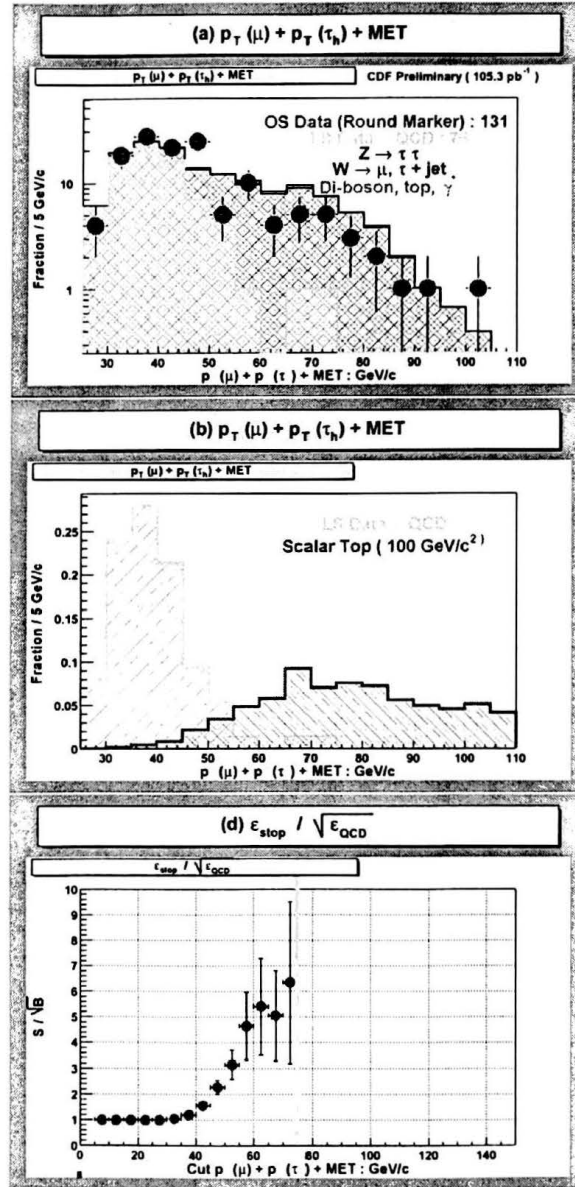 (a) p_T (μ) + p_T (τ_h) + MET
p_T (μ) + p_T (τ_h) + MET
CDF Preliminary ( 105.3 pb⁻¹)
OS Data (Round Marker) : 131
Z → τ τ
W → μ, τ + jet
Di-boson, top, γ
Fraction / 5 GeV/c
10
1
30 40 50 60 70 80 90 100 110
p (μ) + p (τ) + MET : GeV/c
(b) p_T (μ) + p_T (τ_h) + MET
p_T (μ) + p_T (τ_h) + MET
LS Data : QCD
Scalar Top ( 100 GeV/c²)
Fraction / 5 GeV/c
0.25
0.2
0.15
0.1
0.05
0
30 40 50 60 70 80 90 100 110
p (μ) + p (τ) + MET : GeV/c
(d) ε_stop / √ε_QCD
ε_stop / √ε_QCD
S / √B
10
9
8
7
6
5
4
3
2
1
0
0 20 40 60 80 100 120 140
Cut p (μ) + p (τ) + MET : GeV/c